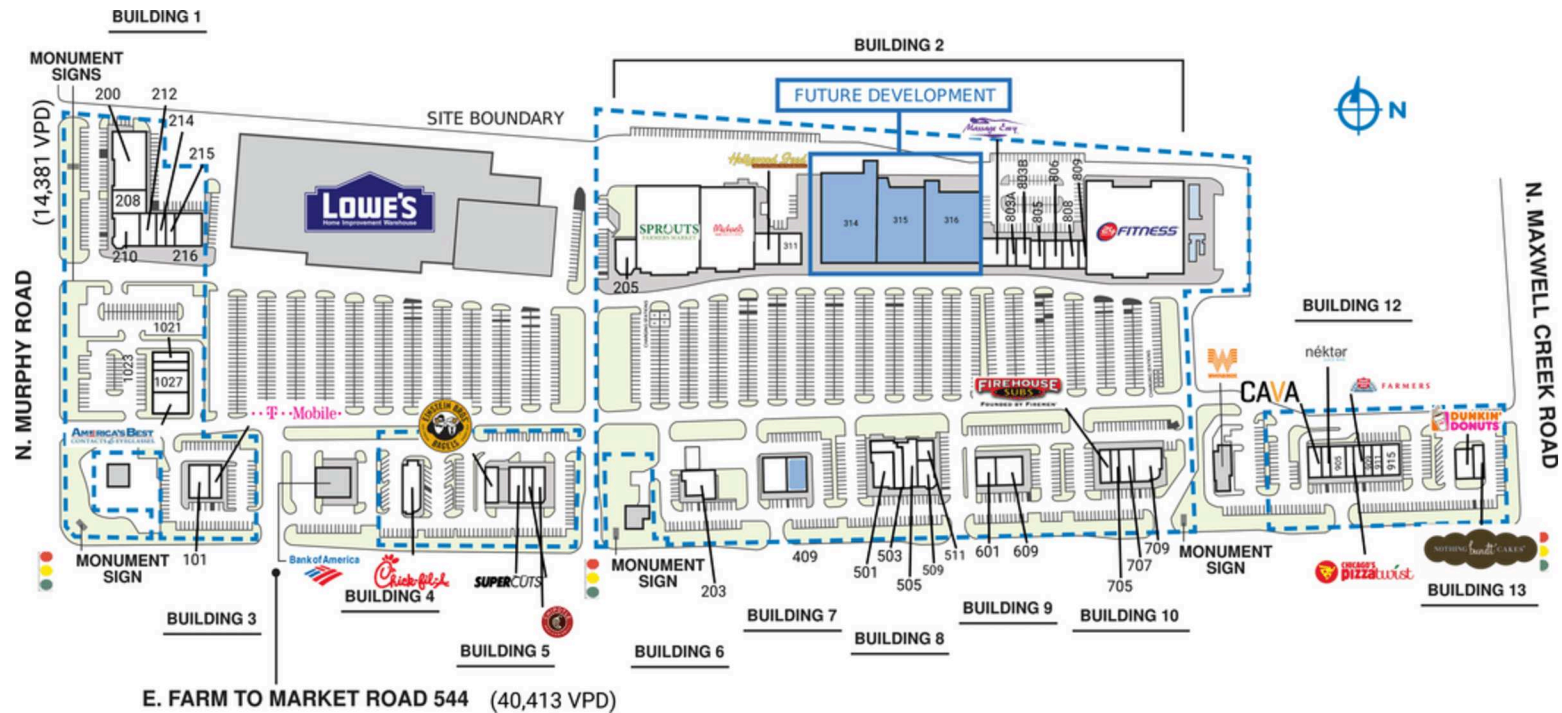 BUILDING 1
MONUMENT
SIGNS
200
212
214
215
208
210
216
(14,381 VPD)
N. MURPHY ROAD
SITE BOUNDARY
LOWE'S
Home Improvement Warehouse
BUILDING 2
FUTURE DEVELOPMENT
Massage Envy
Hollywood Feed
SPROUTS
FARMERS MARKET
Michaels
205
311
314
315
316
803A
803B
805
806
808
809
24 FITNESS
N
N. MAXWELL CREEK ROAD
1021
1023
1027
AMERICA'S BEST
CONTACTS & EYEGLASSES
T Mobile
EINSTEIN BROS
BAGELS
FIREHOUSE
SUBS
FOUNDED BY FIREMEN
BUILDING 12
W
CAVA
nékter
FARMERS
DUNKIN'
DONUTS
905
909
911
915
MONUMENT
SIGN
101
BUILDING 3
Bank of America
Chick-fil-A
BUILDING 4
SUPERCUTS
CHIPOTLE
BUILDING 5
MONUMENT
SIGN
203
BUILDING 6
409
BUILDING 7
501
503
505
509
511
BUILDING 8
601
609
BUILDING 9
705
707
709
BUILDING 10
MONUMENT
SIGN
CHICAGO'S
pizzatwist
NOTHING bundt CAKES
BUILDING 13
E. FARM TO MARKET ROAD 544 (40,413 VPD)